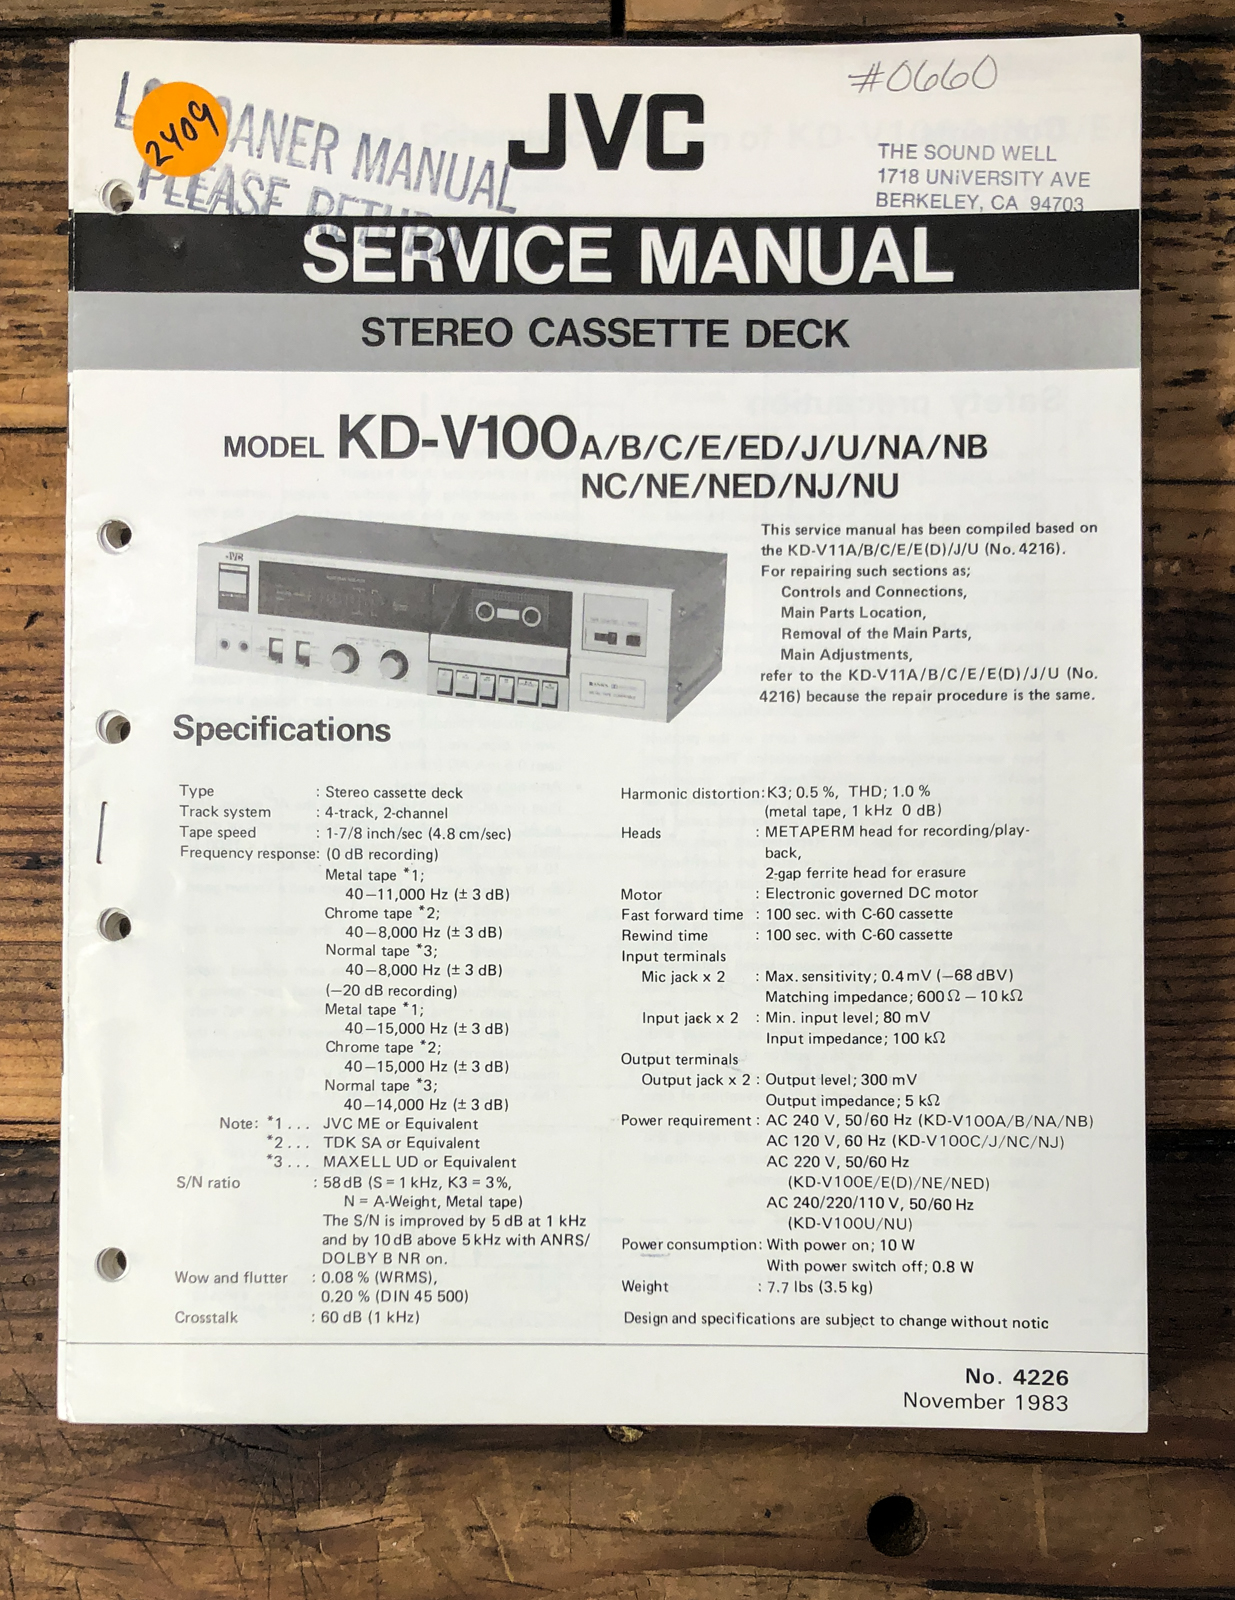 #0660
2409
LOANER MANUAL
PLEASE RETURN
JVC
THE SOUND WELL
1718 UNiVERSITY AVE
BERKELEY, CA 94703
SERVICE MANUAL
STEREO CASSETTE DECK
MODEL KD-V100 A/B/C/E/ED/J/U/NA/NB
NC/NE/NED/NJ/NU
JVC
This service manual has been compiled based on
the KD-V11A/B/C/E/E(D)/J/U (No. 4216).
For repairing such sections as;
Controls and Connections,
Main Parts Location,
Removal of the Main Parts,
Main Adjustments,
refer to the KD-V11A/B/C/E/E(D)/J/U (No.
4216) because the repair procedure is the same.
Specifications
Type : Stereo cassette deck
Track system : 4-track, 2-channel
Tape speed : 1-7/8 inch/sec (4.8 cm/sec)
Frequency response: (0 dB recording)
Metal tape *1;
40–11,000 Hz (± 3 dB)
Chrome tape *2;
40–8,000 Hz (± 3 dB)
Normal tape *3;
40–8,000 Hz (± 3 dB)
(–20 dB recording)
Metal tape *1;
40–15,000 Hz (± 3 dB)
Chrome tape *2;
40–15,000 Hz (± 3 dB)
Normal tape *3;
40–14,000 Hz (± 3 dB)
Note: *1 . . . JVC ME or Equivalent
*2 . . . TDK SA or Equivalent
*3 . . . MAXELL UD or Equivalent
S/N ratio : 58 dB (S = 1 kHz, K3 = 3%,
N = A-Weight, Metal tape)
The S/N is improved by 5 dB at 1 kHz
and by 10 dB above 5 kHz with ANRS/
DOLBY B NR on.
Wow and flutter : 0.08 % (WRMS),
0.20 % (DIN 45 500)
Crosstalk : 60 dB (1 kHz)
Harmonic distortion: K3; 0.5 %, THD; 1.0 %
(metal tape, 1 kHz 0 dB)
Heads : METAPERM head for recording/play-
back,
2-gap ferrite head for erasure
Motor : Electronic governed DC motor
Fast forward time : 100 sec. with C-60 cassette
Rewind time : 100 sec. with C-60 cassette
Input terminals
Mic jack x 2 : Max. sensitivity; 0.4 mV (–68 dBV)
Matching impedance; 600 Ω – 10 kΩ
Input jack x 2 : Min. input level; 80 mV
Input impedance; 100 kΩ
Output terminals
Output jack x 2 : Output level; 300 mV
Output impedance; 5 kΩ
Power requirement : AC 240 V, 50/60 Hz (KD-V100A/B/NA/NB)
AC 120 V, 60 Hz (KD-V100C/J/NC/NJ)
AC 220 V, 50/60 Hz
(KD-V100E/E(D)/NE/NED)
AC 240/220/110 V, 50/60 Hz
(KD-V100U/NU)
Power consumption: With power on; 10 W
With power switch off; 0.8 W
Weight : 7.7 lbs (3.5 kg)
Design and specifications are subject to change without notic
No. 4226
November 1983